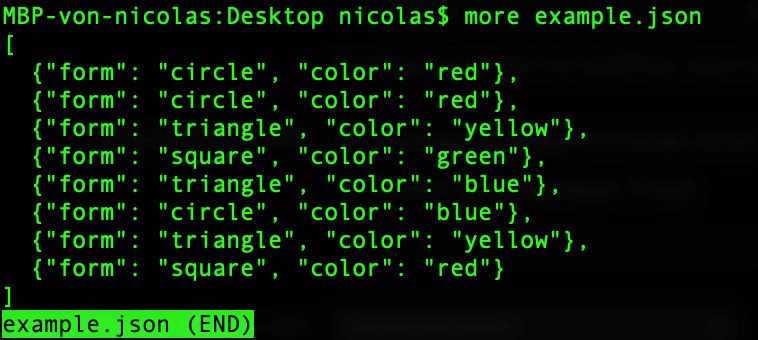 MBP-von-nicolas:Desktop nicolas$ more example.json
[
  {"form": "circle", "color": "red"},
  {"form": "circle", "color": "red"},
  {"form": "triangle", "color": "yellow"},
  {"form": "square", "color": "green"},
  {"form": "triangle", "color": "blue"},
  {"form": "circle", "color": "blue"},
  {"form": "triangle", "color": "yellow"},
  {"form": "square", "color": "red"}
]
example.json (END)